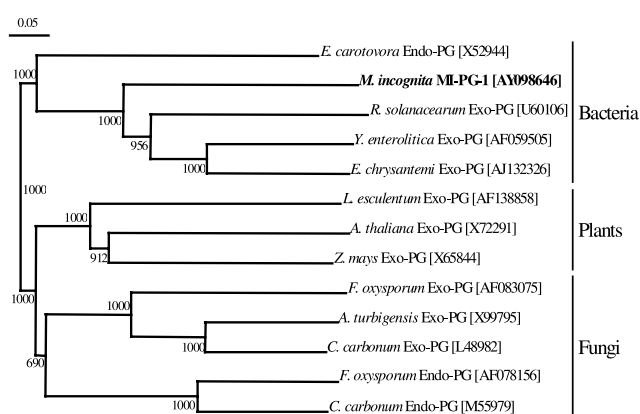 0.05
E. carotovora Endo-PG [X52944]
1000
M. incognita MI-PG-1 [AY098646]
R. solanacearum Exo-PG [U60106]
Bacteria
1000
956
Y. enterolitica Exo-PG [AF059505]
1000
E. chrysantemi Exo-PG [AJ132326]
1000
L. esculentum Exo-PG [AF138858]
1000
A. thaliana Exo-PG [X72291]
Plants
912
Z. mays Exo-PG [X65844]
1000
F. oxysporum Exo-PG [AF083075]
1000
A. turbigensis Exo-PG [X99795]
1000
C. carbonum Exo-PG [L48982]
Fungi
690
F. oxysporum Endo-PG [AF078156]
1000
C. carbonum Endo-PG [M55979]